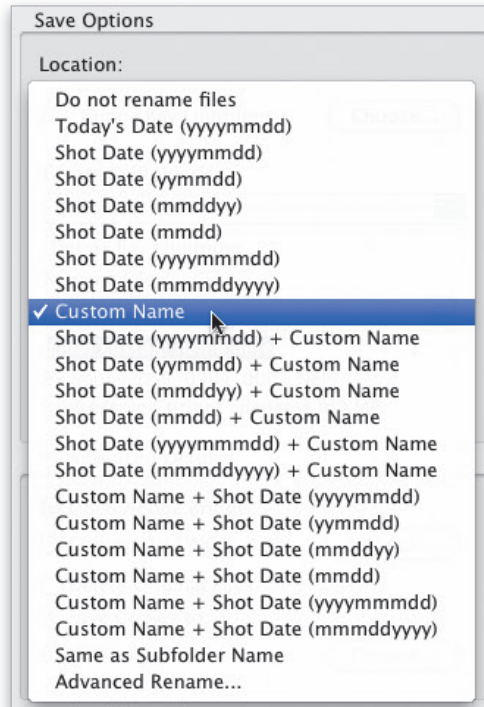 Save Options
Location:
Do not rename files
Today's Date (yyyymmdd)
Shot Date (yyyymmdd)
Shot Date (yymmdd)
Shot Date (mmddyy)
Shot Date (mmdd)
Shot Date (yyyymmmdd)
Shot Date (mmmddyyyy)
✓ Custom Name
Shot Date (yyyymmdd) + Custom Name
Shot Date (yymmdd) + Custom Name
Shot Date (mmddyy) + Custom Name
Shot Date (mmdd) + Custom Name
Shot Date (yyyymmmdd) + Custom Name
Shot Date (mmmddyyyy) + Custom Name
Custom Name + Shot Date (yyyymmdd)
Custom Name + Shot Date (yymmdd)
Custom Name + Shot Date (mmddyy)
Custom Name + Shot Date (mmdd)
Custom Name + Shot Date (yyyymmmdd)
Custom Name + Shot Date (mmmddyyyy)
Same as Subfolder Name
Advanced Rename...